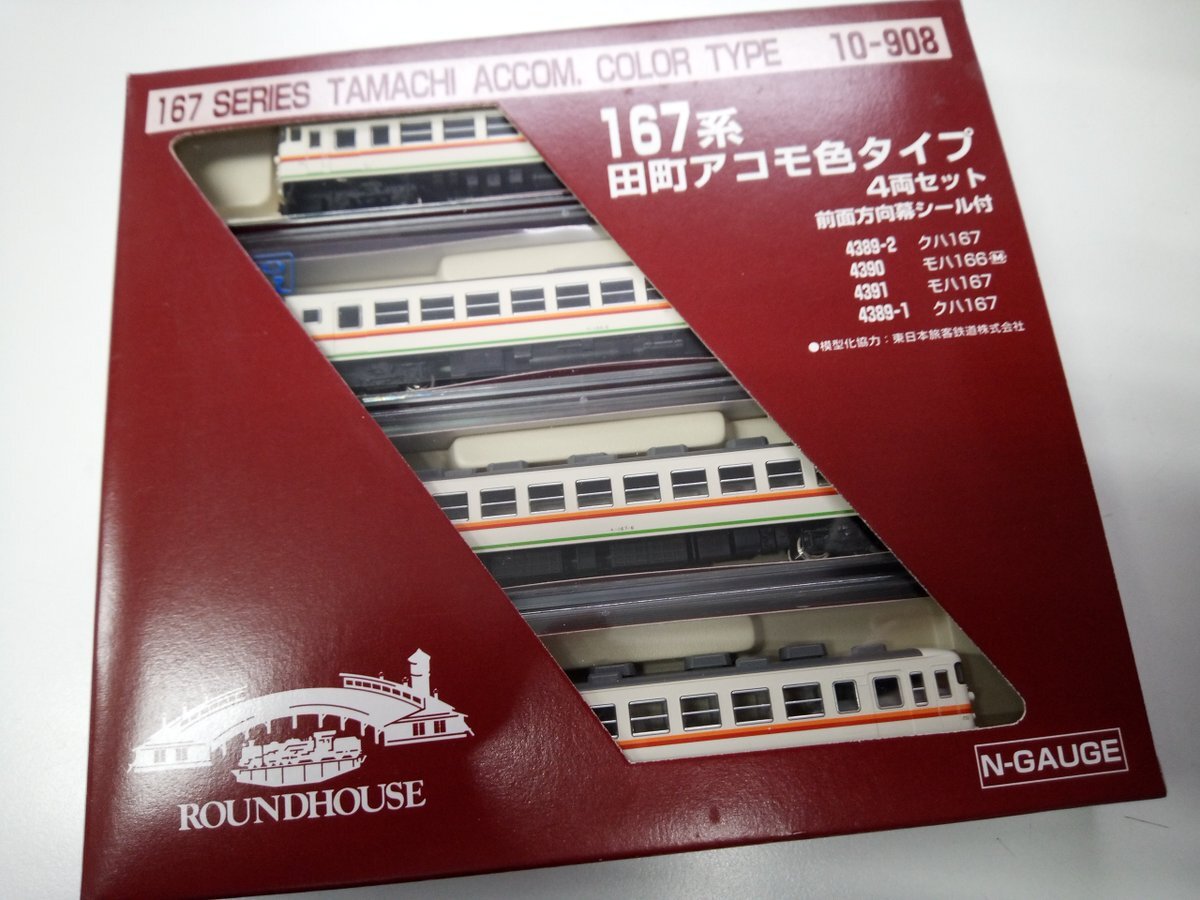 167 SERIES TAMACHI ACCOM. COLOR TYPE 10-908
167系
田町アコモ色タイプ
4両セット
前面方向幕シール付
4389-2 クハ167
4390 モハ166Ⓜ
4391 モハ167
4389-1 クハ167
●模型化協力：東日本旅客鉄道株式会社
ROUNDHOUSE
N-GAUGE